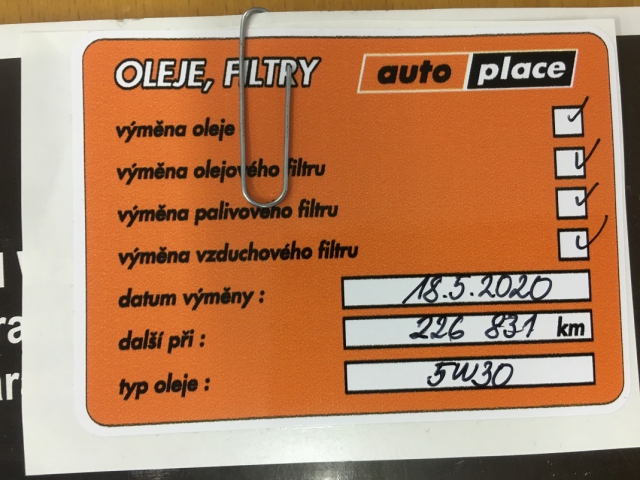 OLEJE, FILTRY
auto place
výměna oleje
výměna olejového filtru
výměna palivového filtru
výměna vzduchového filtru
datum výměny : 18.5.2020
další při : 226 831 km
typ oleje : 5W30